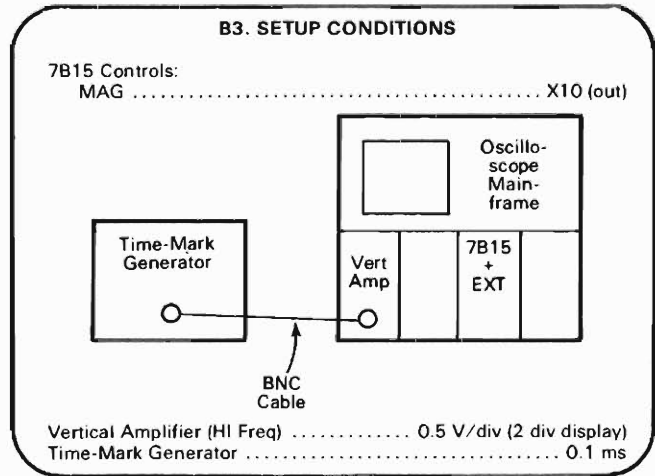 B3. SETUP CONDITIONS
7B15 Controls:
MAG ............................................. X10 (out)
Oscillo-
scope
Main-
frame
Time-Mark
Generator
Vert
Amp
7B15
+
EXT
BNC
Cable
Vertical Amplifier (HI Freq) ............ 0.5 V/div (2 div display)
Time-Mark Generator ....................................... 0.1 ms